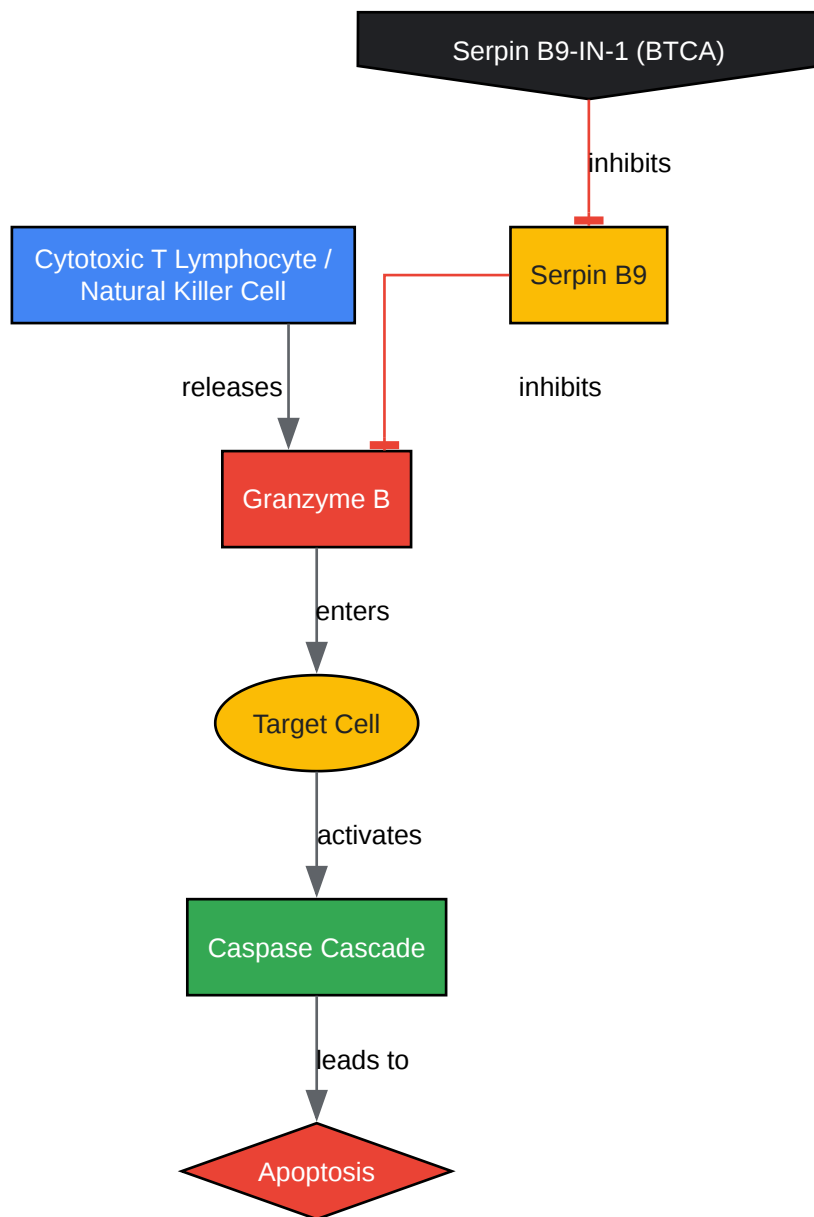 Serpin B9-IN-1 (BTCA)
inhibits
Cytotoxic T Lymphocyte /
Natural Killer Cell
Serpin B9
releases
inhibits
Granzyme B
enters
Target Cell
activates
Caspase Cascade
leads to
Apoptosis